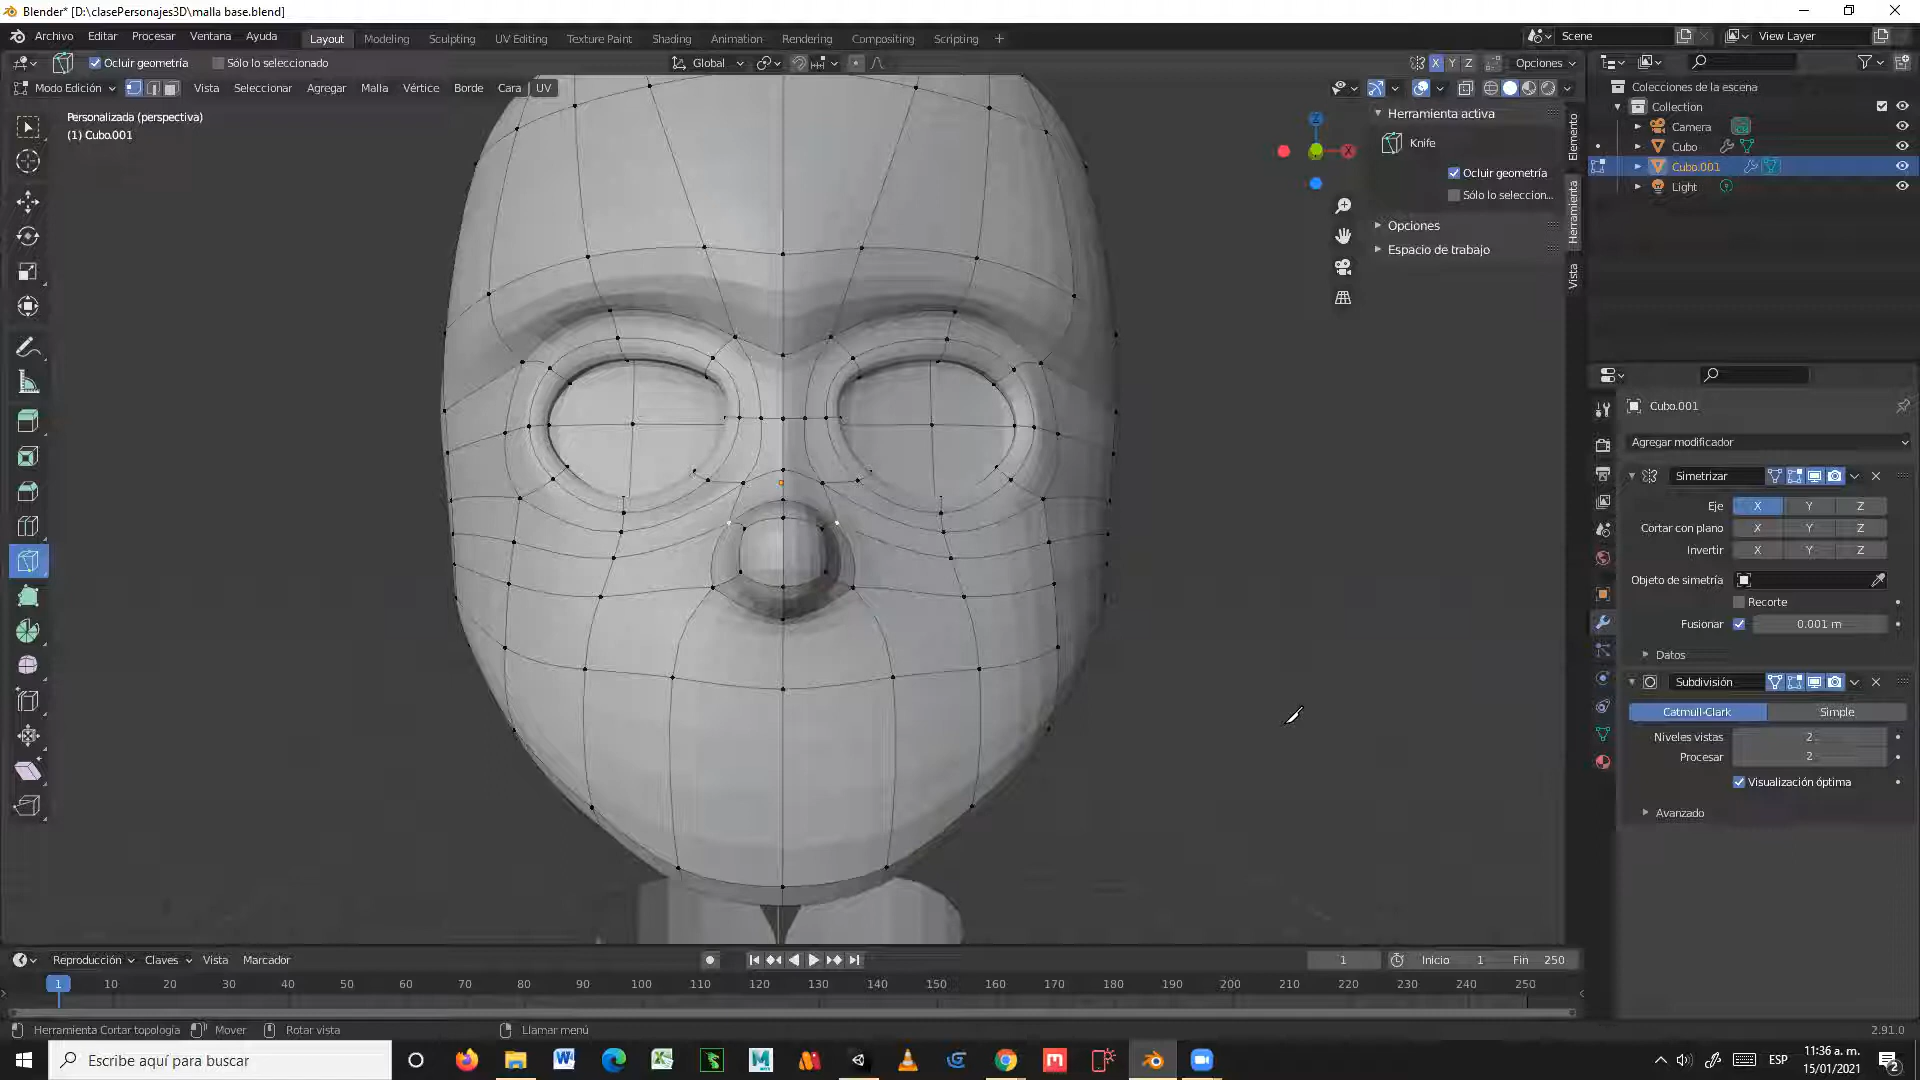 Blender* [D:\clasePersonajes3D\malla base.blend]
Archivo Editar Procesar Ventana Ayuda Layout Modeling Sculpting UV Editing Texture Paint Shading Animation Rendering Compositing Scripting + Scene View Layer
Ocluir geometría Sólo lo seleccionado Global X Y Z Opciones
Modo Edición Vista Seleccionar Agregar Malla Vértice Borde Cara UV
Personalizada (perspectiva)
(1) Cubo.001
Z
X
Herramienta activa
Knife
Ocluir geometría
Sólo lo seleccion...
Opciones
Espacio de trabajo
Elemento
Herramienta
Vista
Colecciones de la escena
Collection
Camera
Cubo
Cubo.001
Light
Cubo.001
Agregar modificador
Simetrizar
Eje X Y Z
Cortar con plano X Y Z
Invertir X Y Z
Objeto de simetría
Recorte
Fusionar 0.001 m
Datos
Subdivisión
Catmull-Clark Simple
Niveles vistas 2
Procesar 2
Visualización óptima
Avanzado
Reproducción Claves Vista Marcador 1 Inicio 1 Fin 250
1 10 20 30 40 50 60 70 80 90 100 110 120 130 140 150 160 170 180 190 200 210 220 230 240 250
Herramienta Cortar topología Mover Rotar vista Llamar menú 2.91.0
Escribe aquí para buscar
ESP
11:36 a. m.
15/01/2021
2